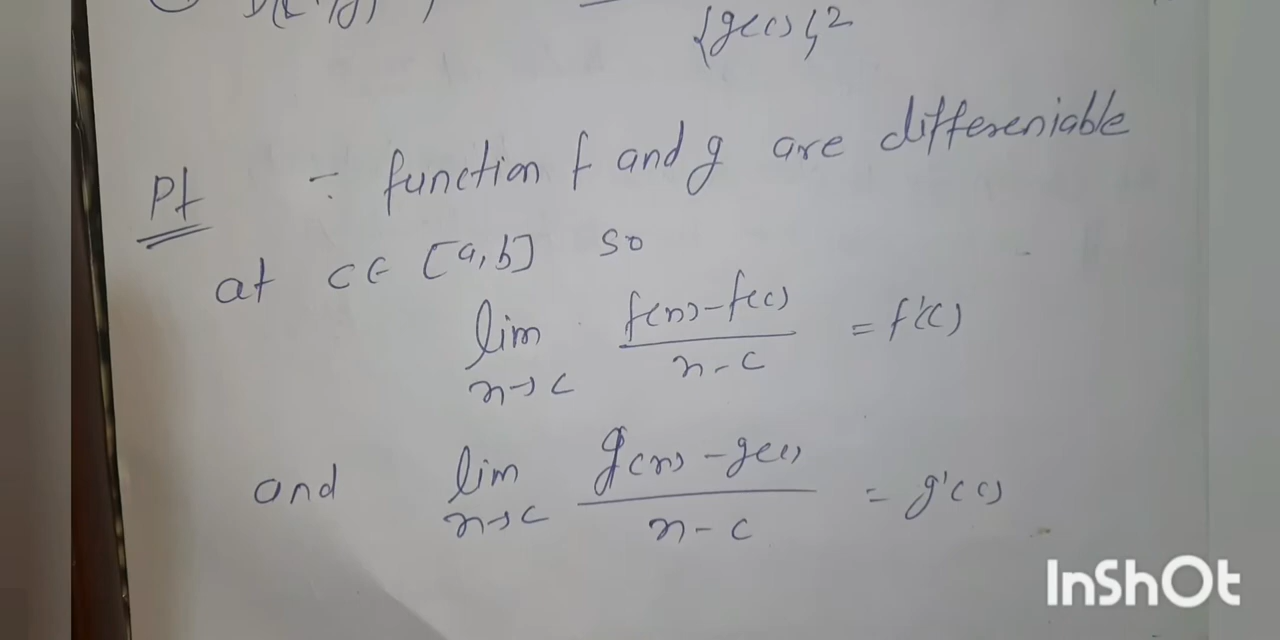 {g(c)}²
Pf ∵ function f and g are differeniable
at c∈ [a,b] so
lim x→c f(x)-f(c) / x-c = f'(c)
and lim x→c g(x)-g(c) / x-c = g'(c)
InShOt